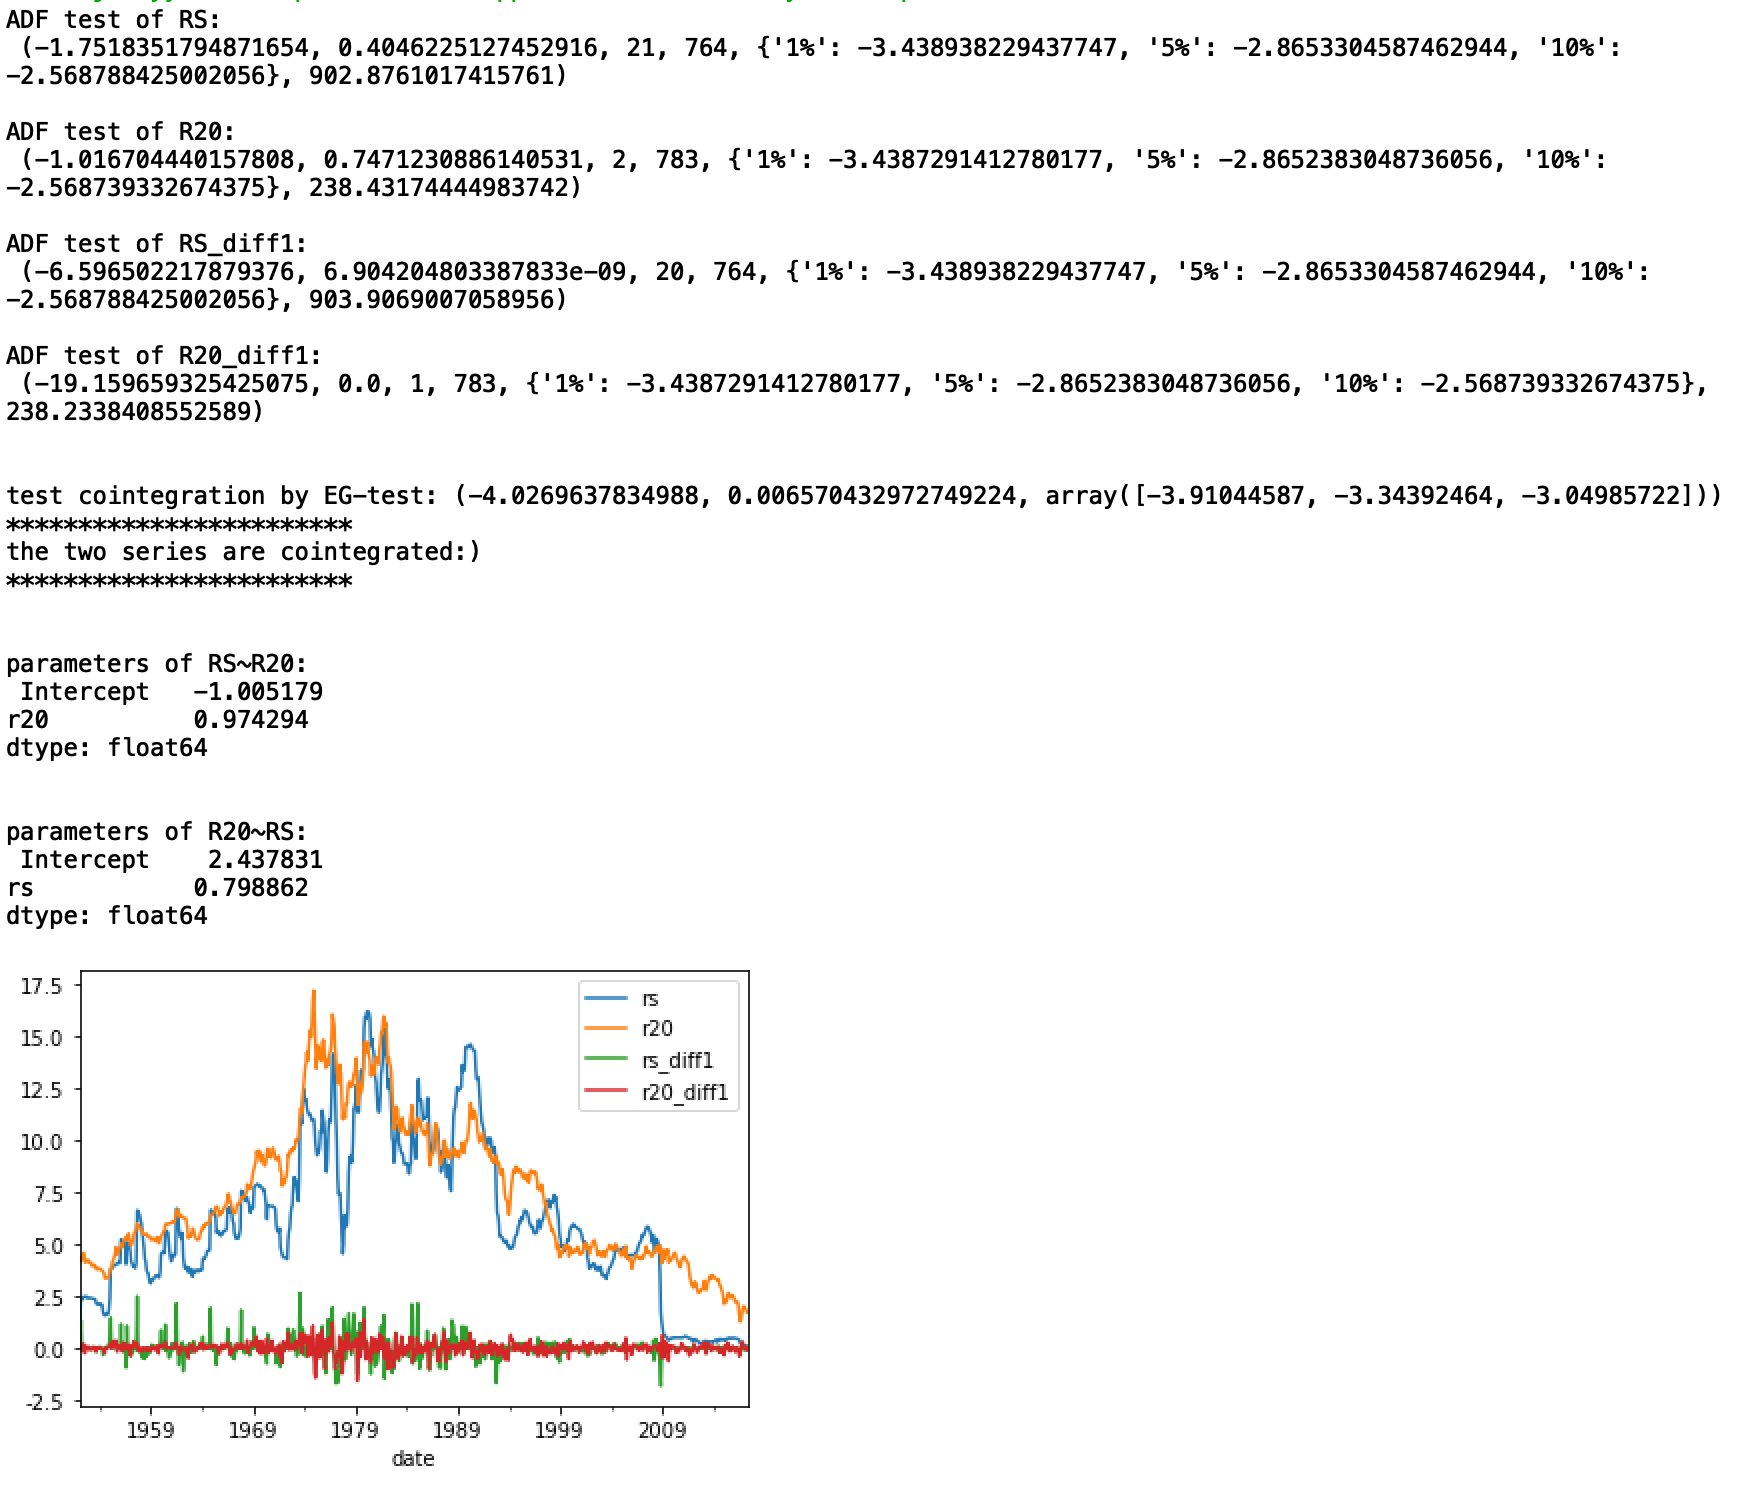 ADF test of RS:
(-1.7518351794871654, 0.4046225127452916, 21, 764, {'1%': -3.438938229437747, '5%': -2.8653304587462944, '10%':
-2.568788425002056}, 902.8761017415761)
ADF test of R20:
(-1.016704440157808, 0.7471230886140531, 2, 783, {'1%': -3.4387291412780177, '5%': -2.8652383048736056, '10%':
-2.568739332674375}, 238.43174444983742)
ADF test of RS_diff1:
(-6.596502217879376, 6.904204803387833e-09, 20, 764, {'1%': -3.438938229437747, '5%': -2.8653304587462944, '10%':
-2.568788425002056}, 903.9069007058956)
ADF test of R20_diff1:
(-19.159659325425075, 0.0, 1, 783, {'1%': -3.4387291412780177, '5%': -2.8652383048736056, '10%': -2.568739332674375},
238.2338408552589)
test cointegration by EG-test: (-4.0269637834988, 0.006570432972749224, array([-3.91044587, -3.34392464, -3.04985722]))
************************
the two series are cointegrated:)
************************
parameters of RS~R20:
Intercept -1.005179
r20 0.974294
dtype: float64
parameters of R20~RS:
Intercept 2.437831
rs 0.798862
dtype: float64
17.5
15.0
12.5
10.0
7.5
5.0
2.5
0.0
-2.5
rs
r20
rs_diff1
r20_diff1
1959 1969 1979 1989 1999 2009
date